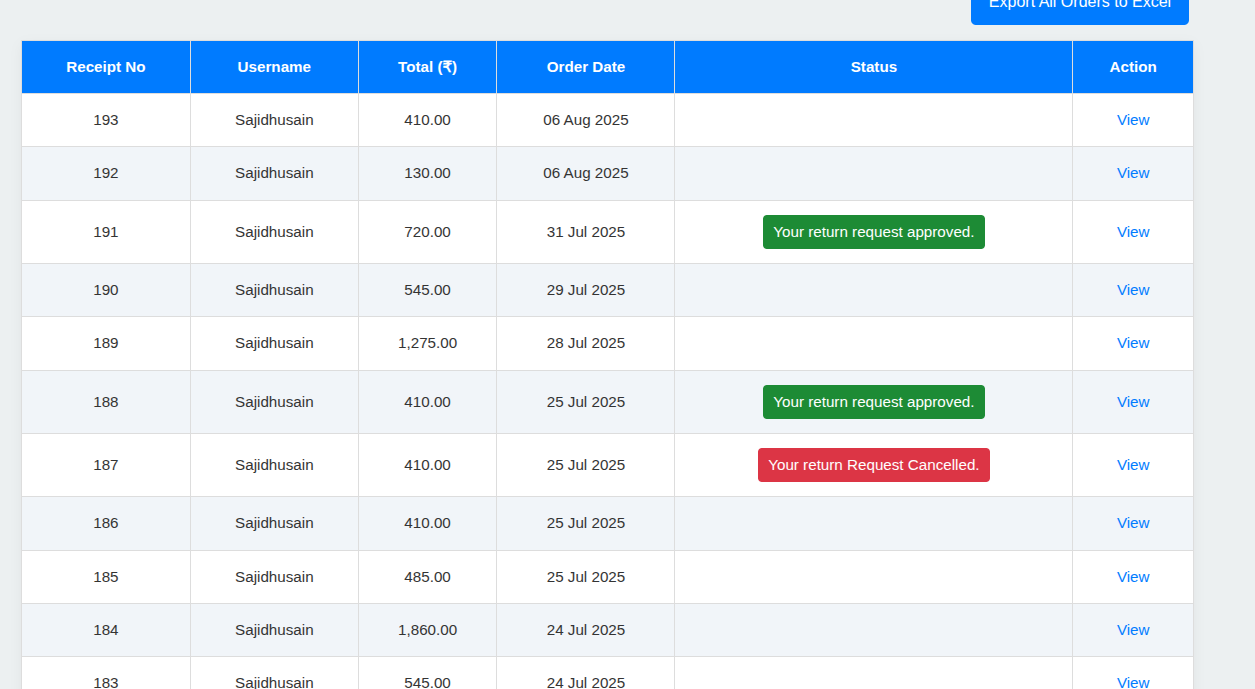 Export All Orders to Excel
Receipt No Username Total (₹) Order Date Status Action
193 Sajidhusain 410.00 06 Aug 2025 View
192 Sajidhusain 130.00 06 Aug 2025 View
191 Sajidhusain 720.00 31 Jul 2025 Your return request approved. View
190 Sajidhusain 545.00 29 Jul 2025 View
189 Sajidhusain 1,275.00 28 Jul 2025 View
188 Sajidhusain 410.00 25 Jul 2025 Your return request approved. View
187 Sajidhusain 410.00 25 Jul 2025 Your return Request Cancelled. View
186 Sajidhusain 410.00 25 Jul 2025 View
185 Sajidhusain 485.00 25 Jul 2025 View
184 Sajidhusain 1,860.00 24 Jul 2025 View
183 Sajidhusain 545.00 24 Jul 2025 View